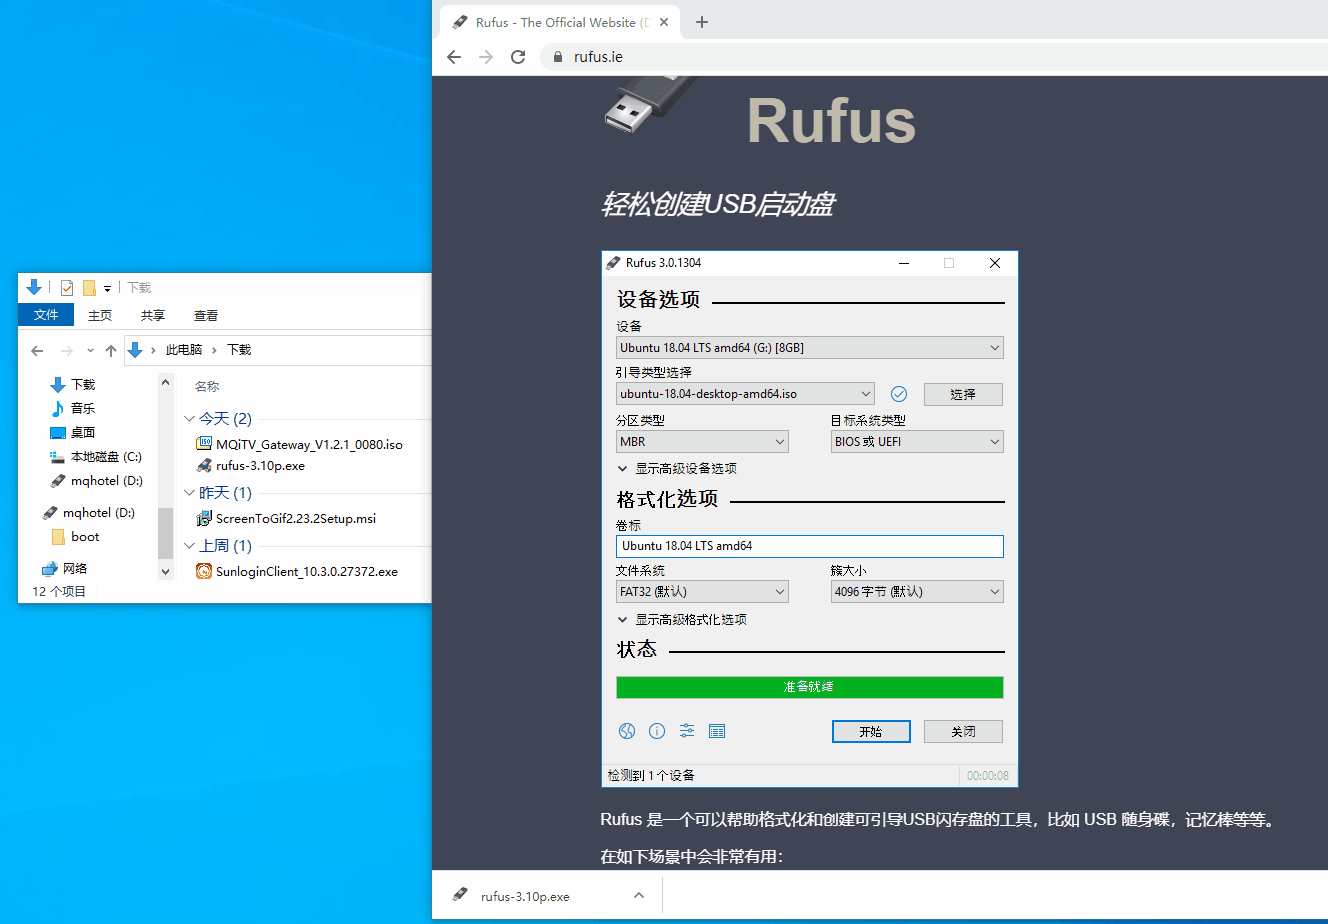 Rufus - The Official Website (D
rufus.ie
Rufus
轻松创建USB启动盘
Rufus 3.0.1304
设备选项
设备
Ubuntu 18.04 LTS amd64 (G:) [8GB]
引导类型选择
ubuntu-18.04-desktop-amd64.iso
选择
分区类型
目标系统类型
MBR
BIOS 或 UEFI
显示高级设备选项
格式化选项
卷标
Ubuntu 18.04 LTS amd64
文件系统
簇大小
FAT32 (默认)
4096 字节 (默认)
显示高级格式化选项
状态
准备就绪
开始
关闭
检测到 1 个设备
00:00:08
Rufus 是一个可以帮助格式化和创建可引导USB闪存盘的工具，比如 USB 随身碟，记忆棒等等。
在如下场景中会非常有用：
rufus-3.10p.exe
下载
文件
主页
共享
查看
此电脑
下载
下载
音乐
桌面
本地磁盘 (C:)
mqhotel (D:)
mqhotel (D:)
boot
网络
名称
今天 (2)
MQiTV_Gateway_V1.2.1_0080.iso
rufus-3.10p.exe
昨天 (1)
ScreenToGif2.23.2Setup.msi
上周 (1)
SunloginClient_10.3.0.27372.exe
12 个项目